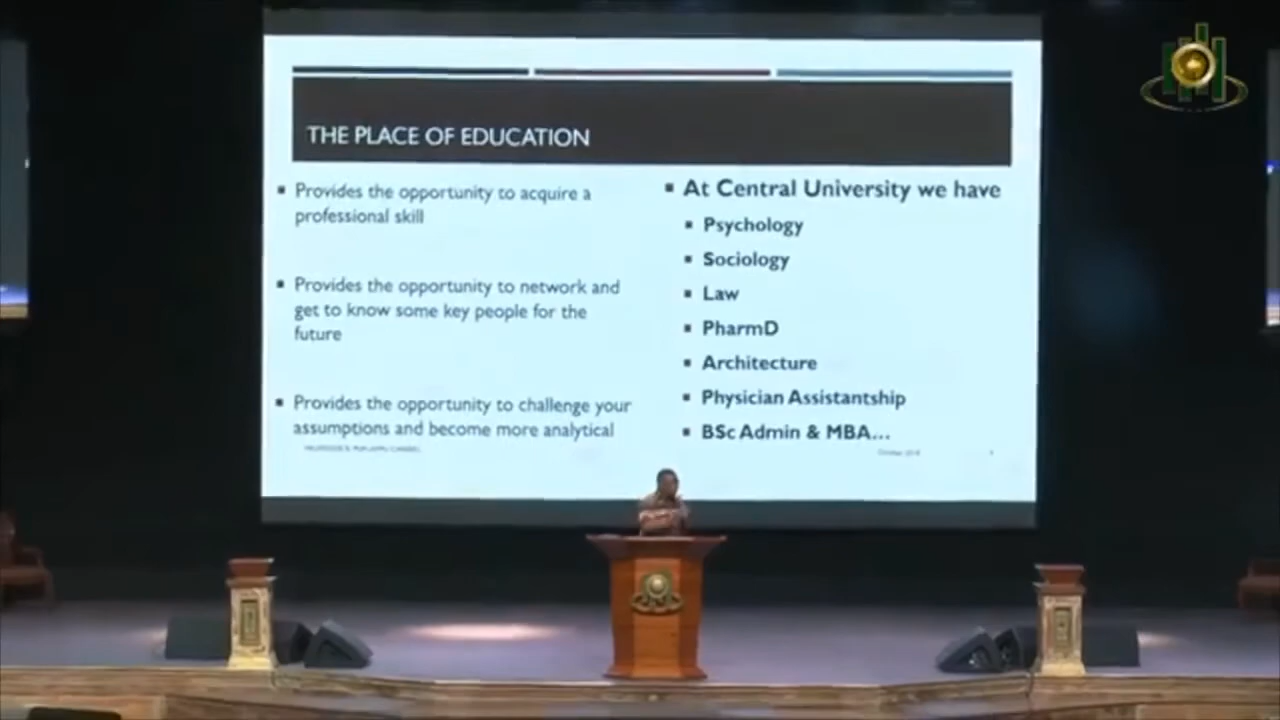 THE PLACE OF EDUCATION
▪ Provides the opportunity to acquire a
professional skill
▪ Provides the opportunity to network and
get to know some key people for the
future
▪ Provides the opportunity to challenge your
assumptions and become more analytical
▪ At Central University we have
▪ Psychology
▪ Sociology
▪ Law
▪ PharmD
▪ Architecture
▪ Physician Assistantship
▪ BSc Admin & MBA...